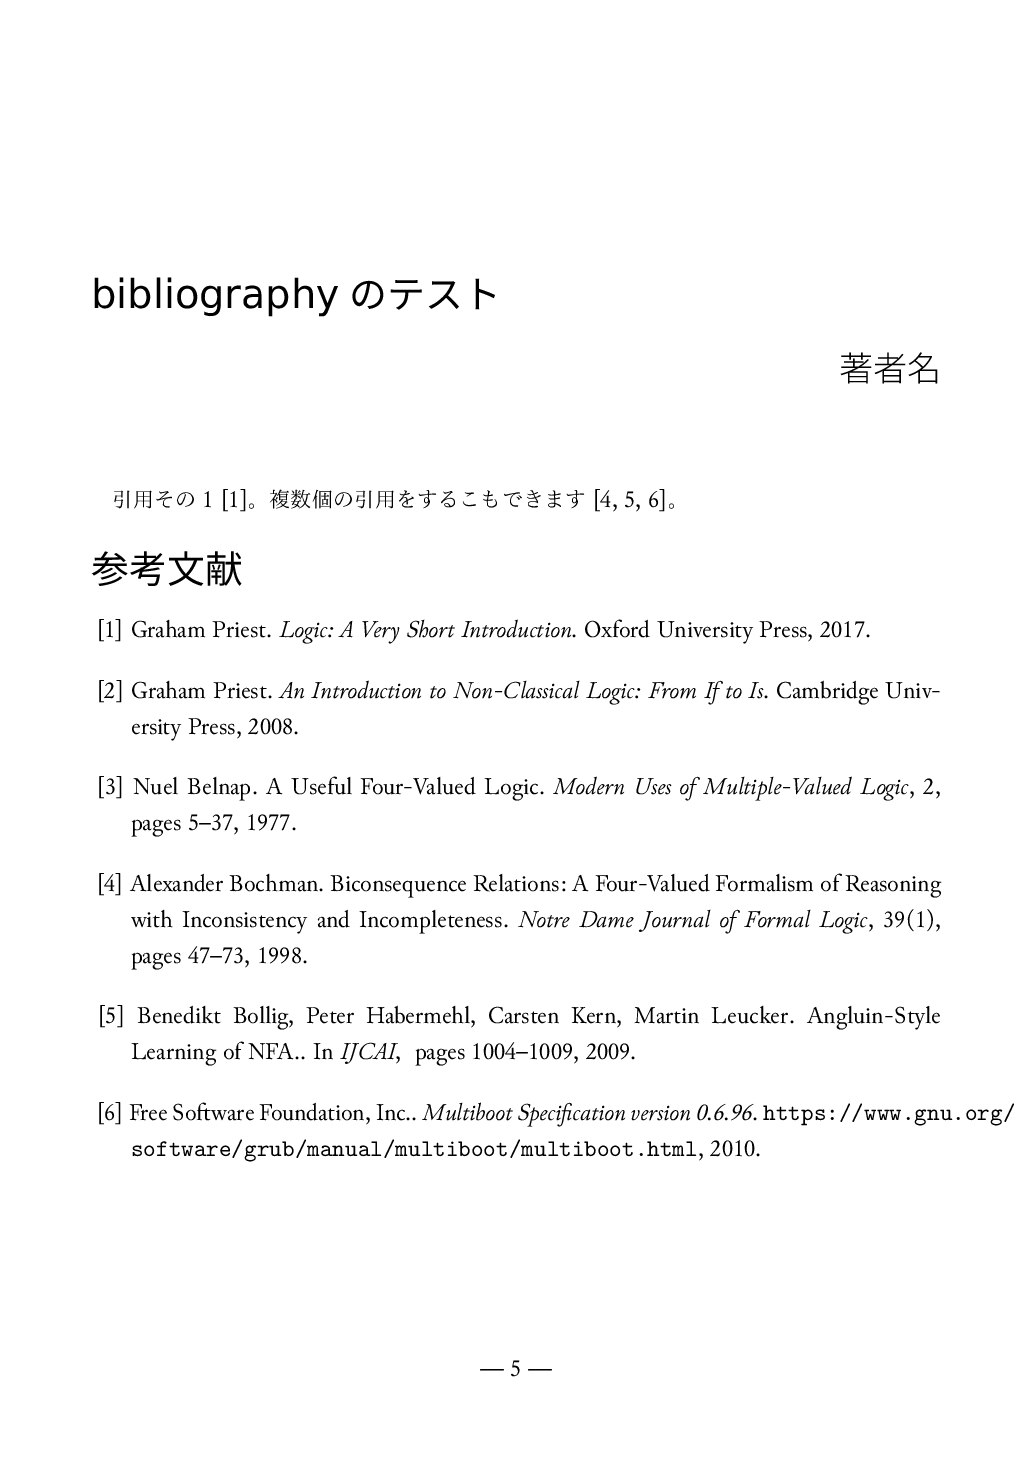 bibliography のテスト
著者名
引用その 1 [1]。複数個の引用をするこもできます [4, 5, 6]。
参考文献
[1] Graham Priest. Logic: A Very Short Introduction. Oxford University Press, 2017.
[2] Graham Priest. An Introduction to Non-Classical Logic: From If to Is. Cambridge Univ-
ersity Press, 2008.
[3] Nuel Belnap. A Useful Four-Valued Logic. Modern Uses of Multiple-Valued Logic, 2,
pages 5–37, 1977.
[4] Alexander Bochman. Biconsequence Relations: A Four-Valued Formalism of Reasoning
with Inconsistency and Incompleteness. Notre Dame Journal of Formal Logic, 39(1),
pages 47–73, 1998.
[5] Benedikt Bollig, Peter Habermehl, Carsten Kern, Martin Leucker. Angluin-Style
Learning of NFA.. In IJCAI, pages 1004–1009, 2009.
[6] Free Software Foundation, Inc.. Multiboot Specification version 0.6.96. https://www.gnu.org/
software/grub/manual/multiboot/multiboot.html, 2010.
— 5 —